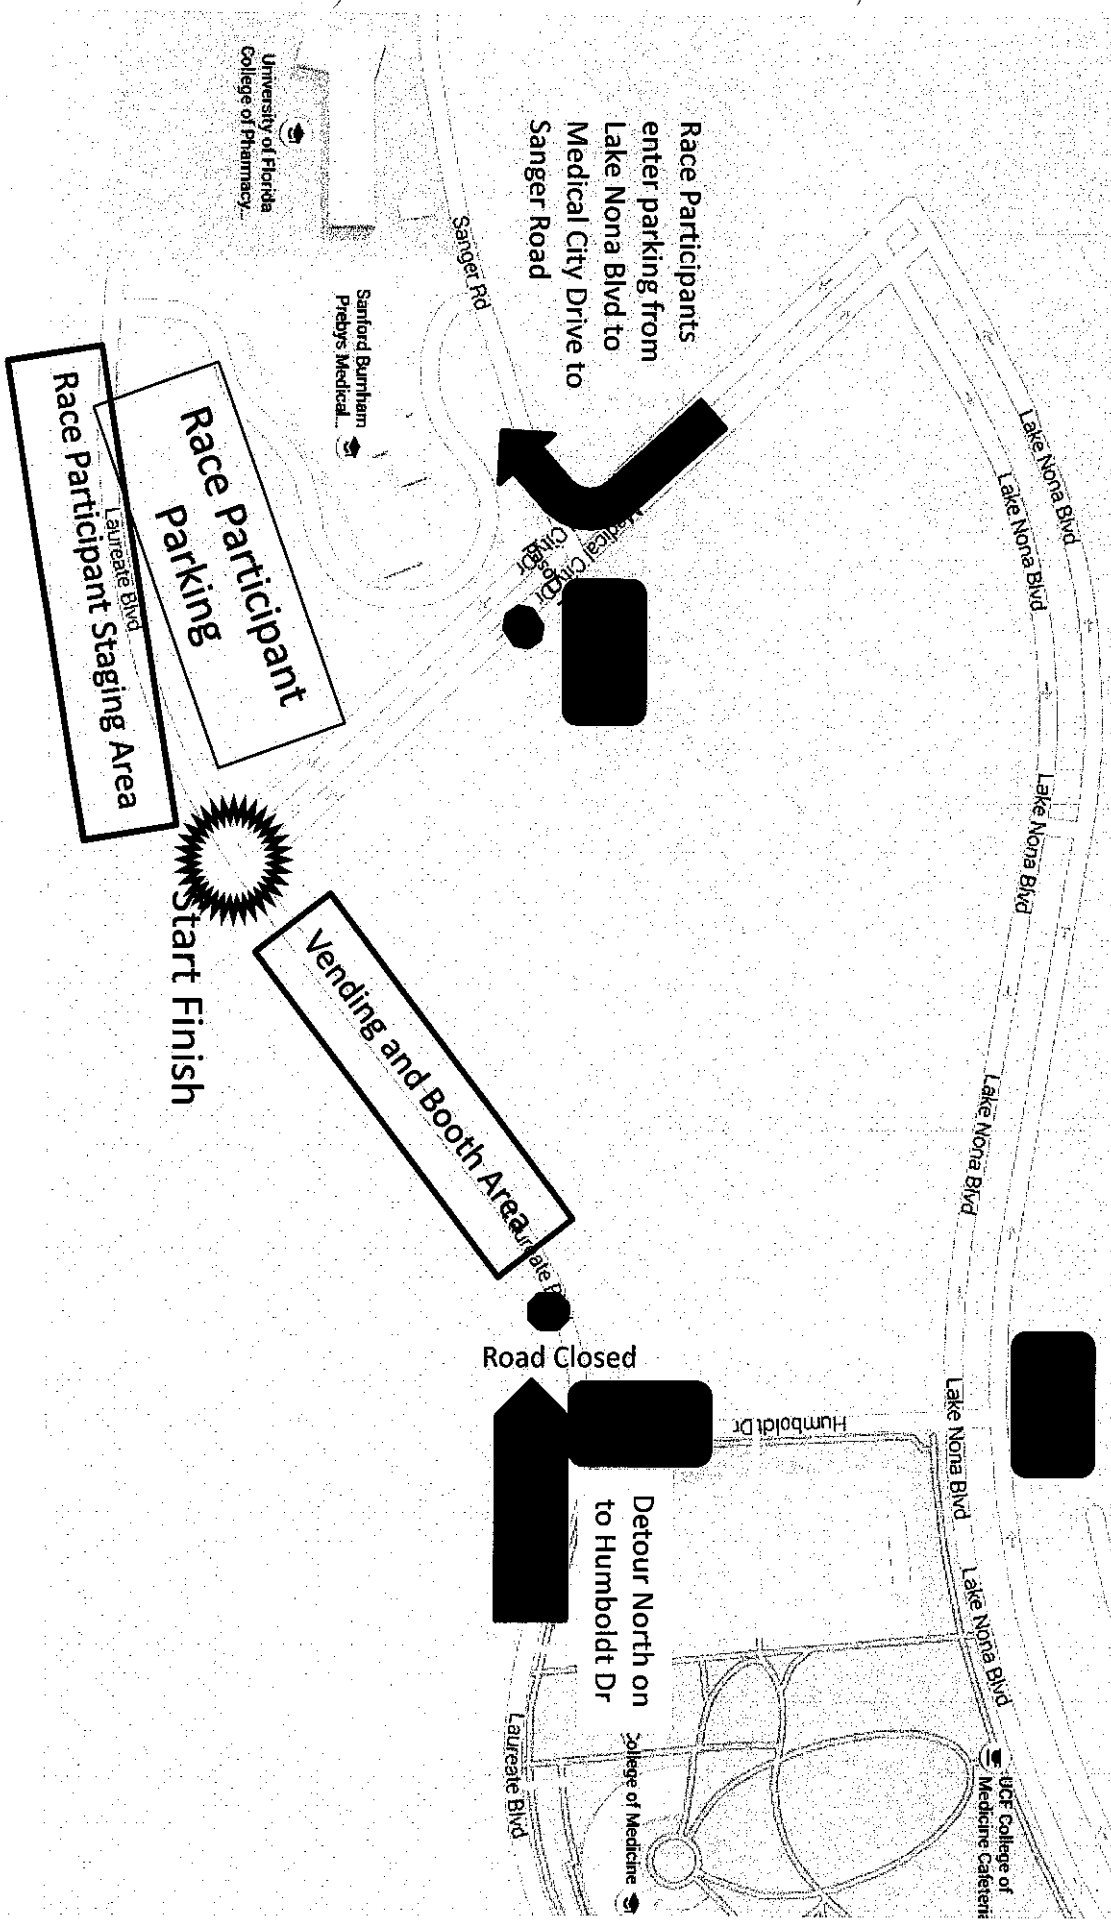 University of Florida
College of Pharmacy...
Race Participants
enter parking from
Lake Nona Blvd to
Medical City Drive to
Sanger Road
Sanger Rd
Sanford Burnham
Prebys Medical...
Lake Nona Blvd
Lake Nona Blvd
Medical City Dr
City Dr
Race Participant
Parking
Laureate Blvd
Race Participant Staging Area
Lake Nona Blvd
Start Finish
Vending and Booth Area
Lake Nona Blvd
Road Closed
Humboldt Dr
Lake Nona Blvd
Detour North on
to Humboldt Dr
Lake Nona Blvd
Laureate Blvd
College of Medicine
UCF College of
Medicine Cafeteri